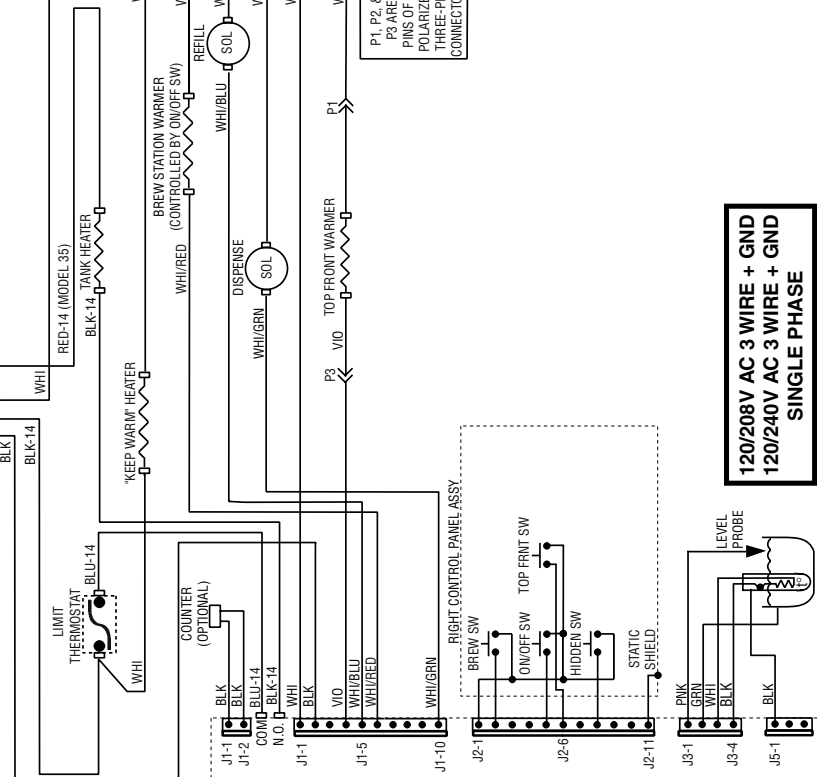 P1, P2, &
P3 ARE
PINS OF
POLARIZE
THREE-PI
CONNECTO
REFILL
SOL
WHI/BLU
P1
BREW STATION WARMER
(CONTROLLED BY ON/OFF SW)
WHI/RED
RED-14 (MODEL 35)
TANK HEATER
BLK-14
DISPENSE
SOL
WHI/GRN
TOP FRONT WARMER
VIO
P3
WHI
"KEEP WARM" HEATER
BLK
BLK-14
120/208V AC 3 WIRE + GND
120/240V AC 3 WIRE + GND
SINGLE PHASE
LIMIT
THERMOSTAT
BLU-14
WHI
COUNTER
(OPTIONAL)
RIGHT CONTROL PANEL ASSY
BREW SW
ON/OFF SW
TOP FRNT SW
HIDDEN SW
STATIC
SHIELD
LEVEL
PROBE
BLK
BLK
BLU-14
BLK-14
WHI
BLK
VIO
WHI/BLU
WHI/RED
WHI/GRN
PNK
GRN
WHI
BLK
BLK
J1-1
J1-2
COM
N.O.
J1-1
J1-5
J1-10
J2-1
J2-6
J2-11
J3-1
J3-4
J5-1